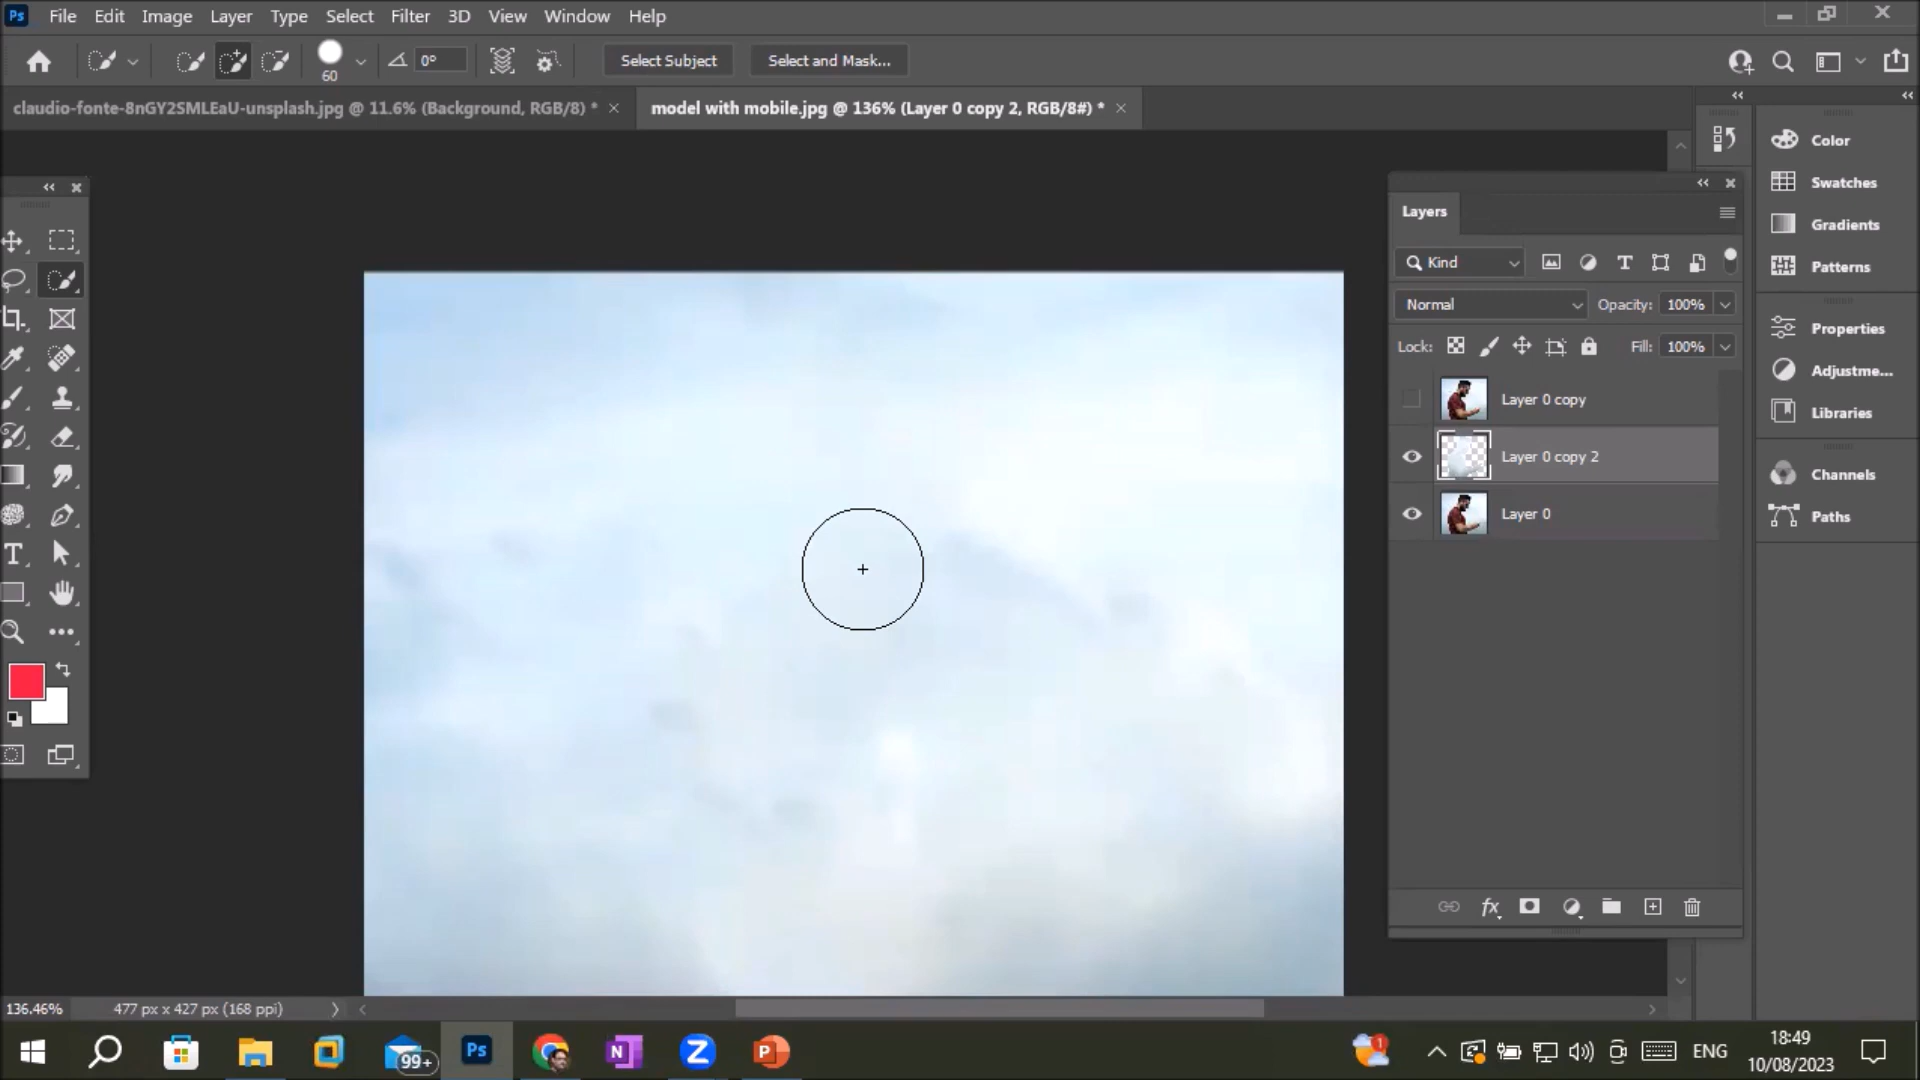 Ps File Edit Image Layer Type Select Filter 3D View Window Help
60 0° Select Subject Select and Mask...
claudio-fonte-8nGY2SMLEaU-unsplash.jpg @ 11.6% (Background, RGB/8) * × model with mobile.jpg @ 136% (Layer 0 copy 2, RGB/8#) * ×
Color
Swatches
Gradients
Patterns
Properties
Adjustme...
Libraries
Channels
Paths
Layers
Kind
Normal Opacity: 100%
Lock: Fill: 100%
Layer 0 copy
Layer 0 copy 2
Layer 0
fx
136.46% 477 px x 427 px (168 ppi)
99+ Ps N Z P 1 ENG 18:49
10/08/2023